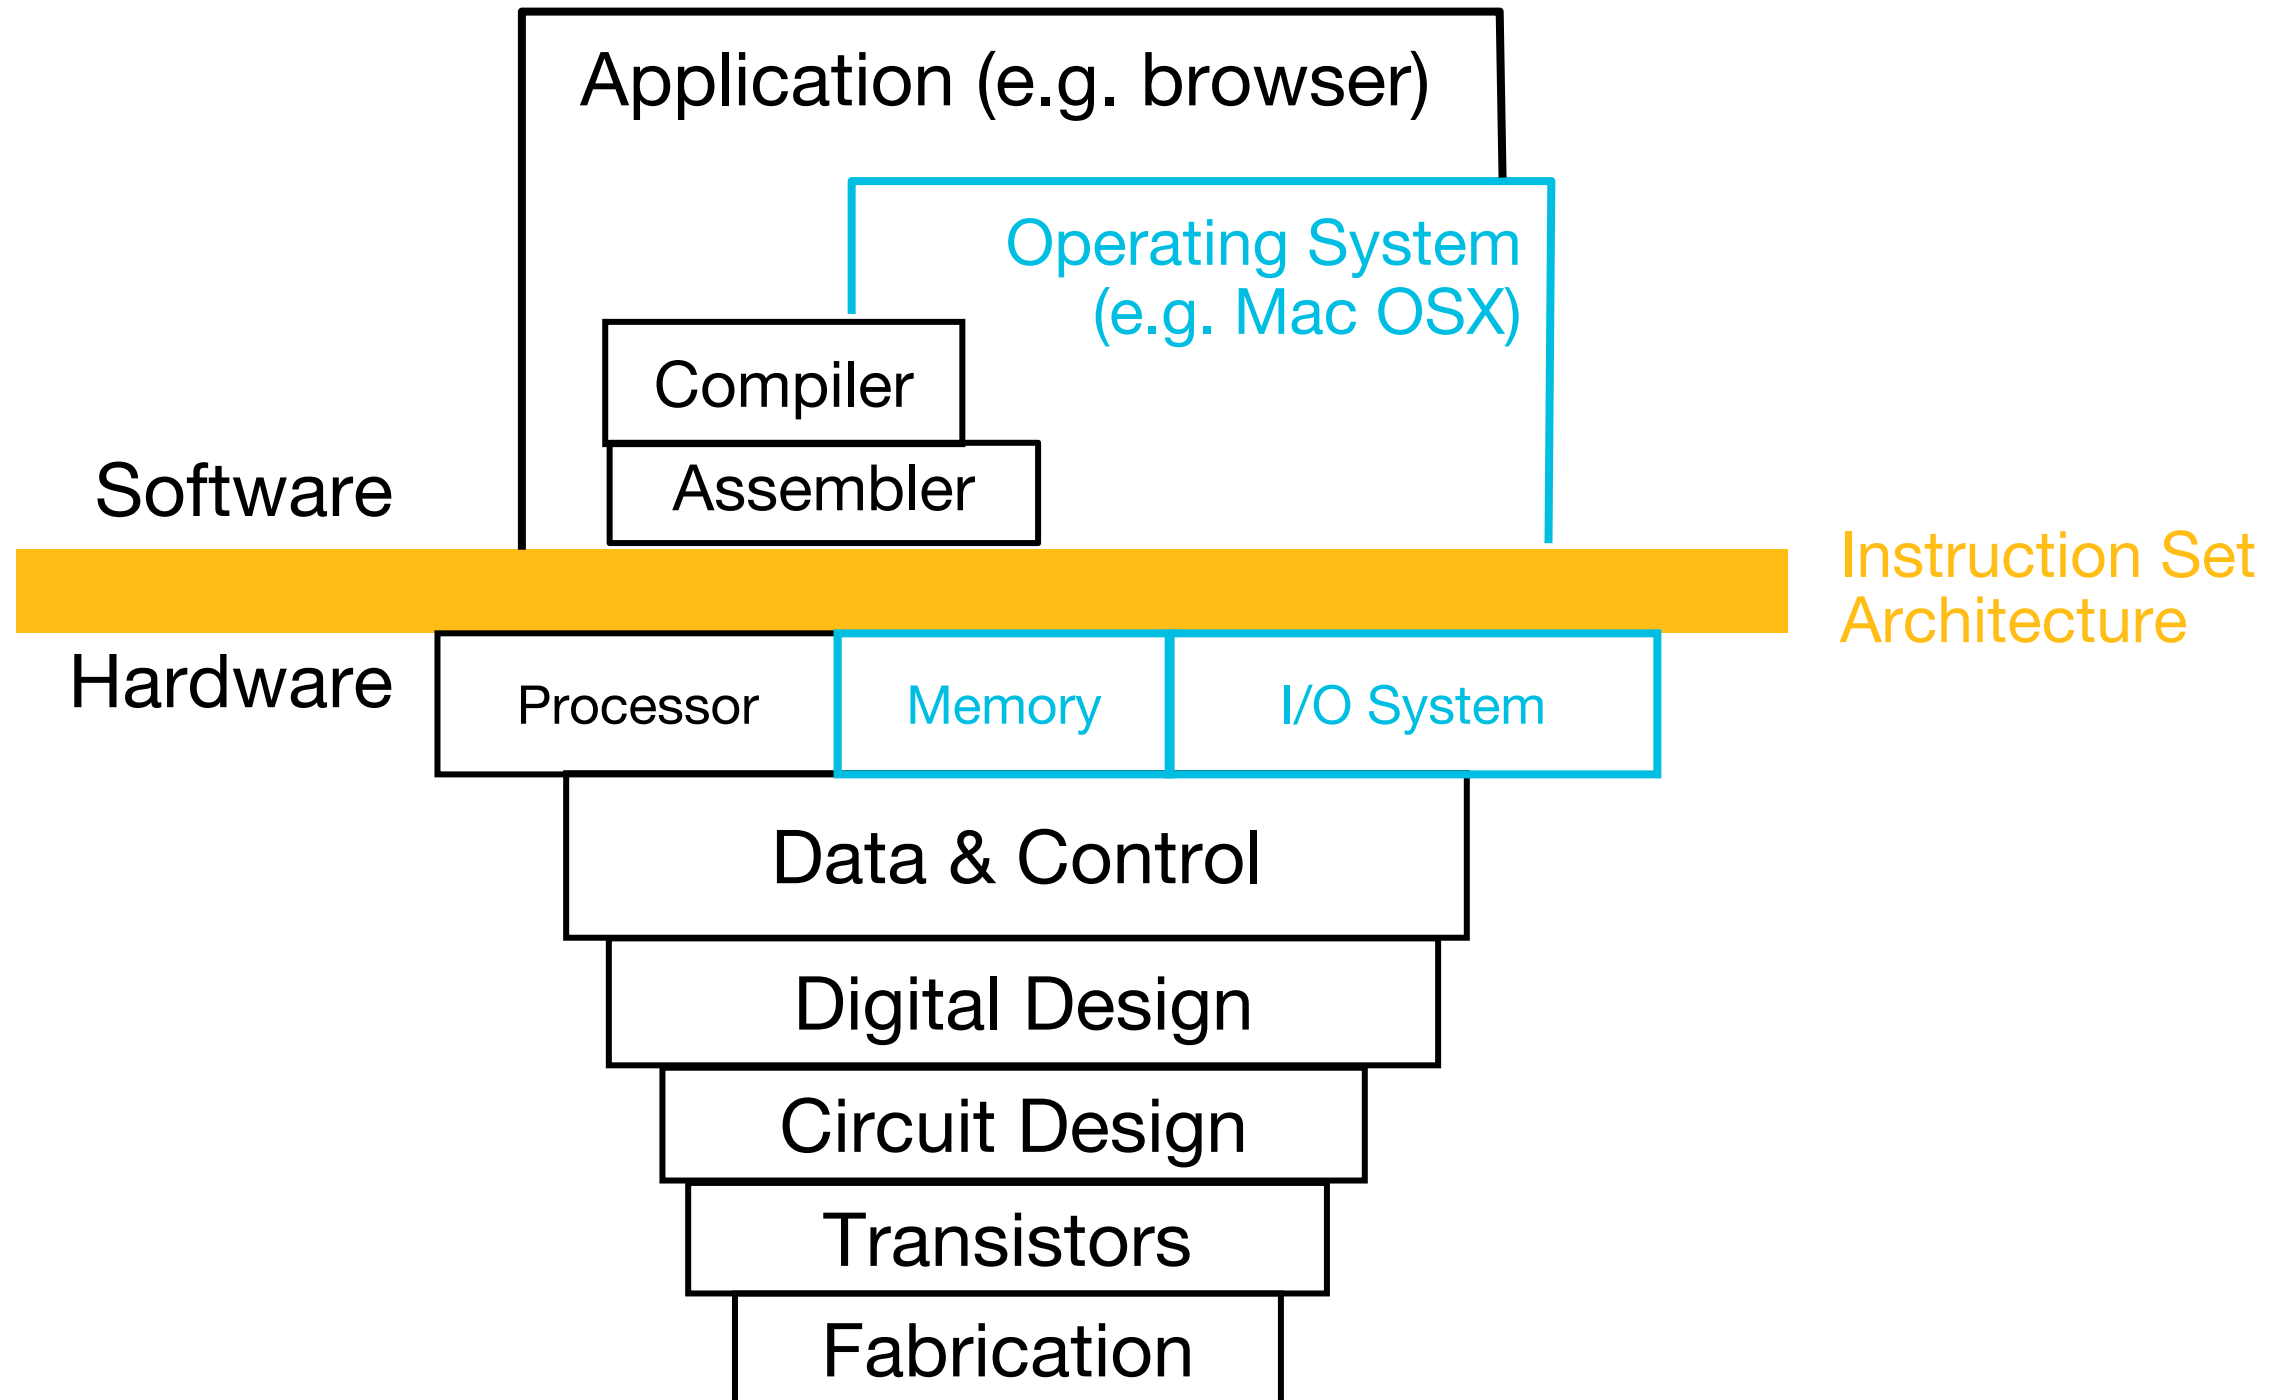 Application (e.g. browser)
Operating System
(e.g. Mac OSX)
Compiler
Assembler
Software
Instruction Set
Architecture
Hardware
Processor
Memory
I/O System
Data & Control
Digital Design
Circuit Design
Transistors
Fabrication